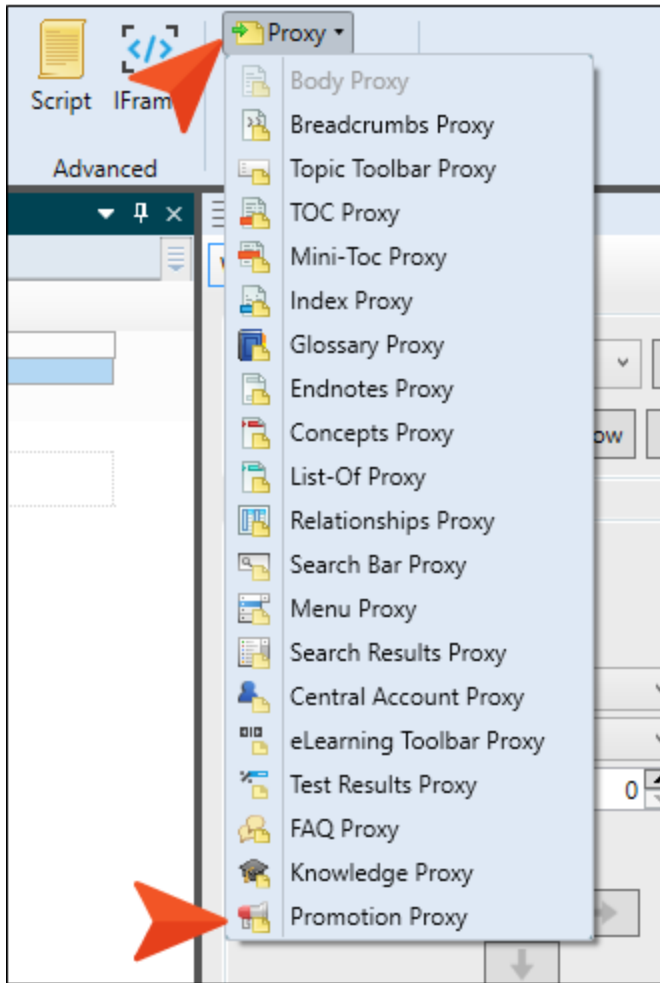 Proxy
Script
IFram
Advanced
Body Proxy
Breadcrumbs Proxy
Topic Toolbar Proxy
TOC Proxy
Mini-Toc Proxy
Index Proxy
Glossary Proxy
Endnotes Proxy
Concepts Proxy
ow
List-Of Proxy
Relationships Proxy
Search Bar Proxy
Menu Proxy
Search Results Proxy
Central Account Proxy
eLearning Toolbar Proxy
Test Results Proxy
0
FAQ Proxy
Knowledge Proxy
Promotion Proxy